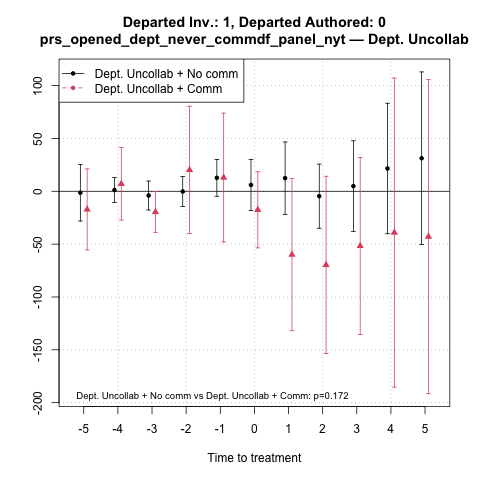 Departed Inv.: 1, Departed Authored: 0
prs_opened_dept_never_commdf_panel_nyt — Dept. Uncollab
Dept. Uncollab + No comm
Dept. Uncollab + Comm
100
50
0
-50
-100
-150
-200
Dept. Uncollab + No comm vs Dept. Uncollab + Comm: p=0.172
-5 -4 -3 -2 -1 0 1 2 3 4 5
Time to treatment